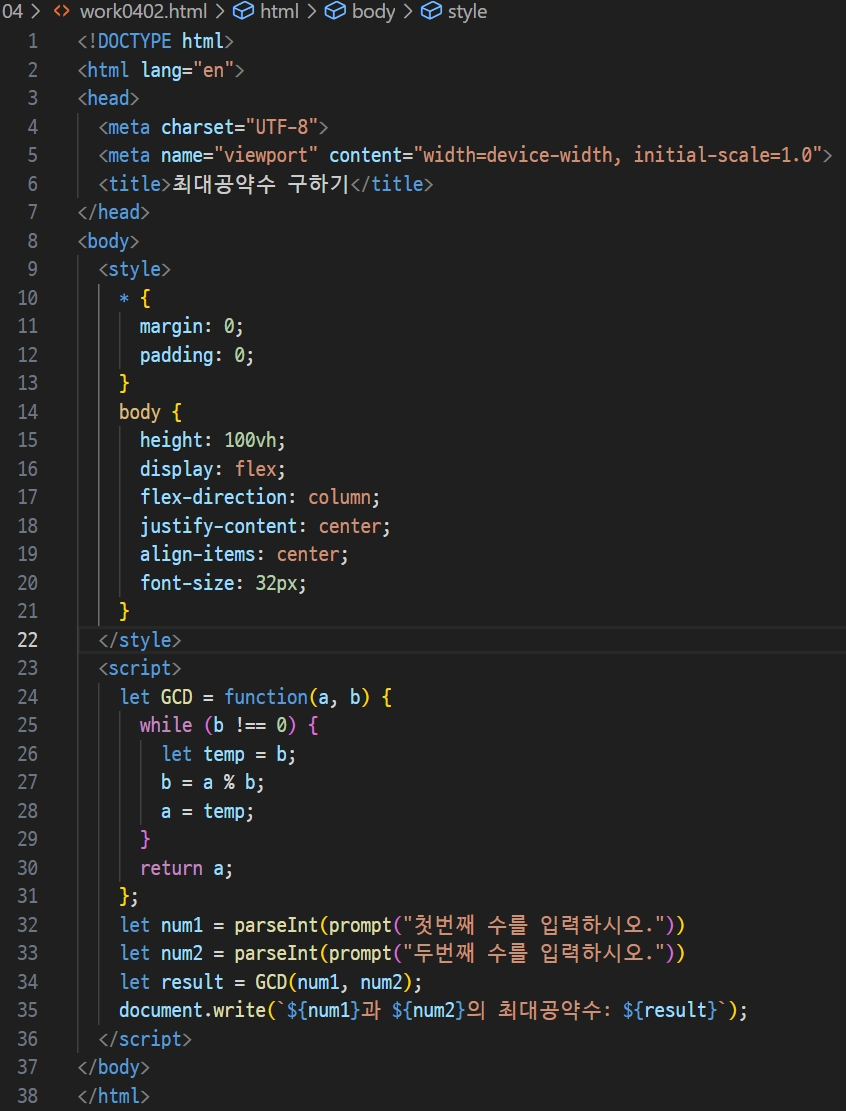 04 > <> work0402.html > html > body > style
1 <!DOCTYPE html>
2 <html lang="en">
3 <head>
4   <meta charset="UTF-8">
5   <meta name="viewport" content="width=device-width, initial-scale=1.0">
6   <title>최대공약수 구하기</title>
7 </head>
8 <body>
9   <style>
10     * {
11       margin: 0;
12       padding: 0;
13     }
14     body {
15       height: 100vh;
16       display: flex;
17       flex-direction: column;
18       justify-content: center;
19       align-items: center;
20       font-size: 32px;
21     }
22   </style>
23   <script>
24     let GCD = function(a, b) {
25       while (b !== 0) {
26         let temp = b;
27         b = a % b;
28         a = temp;
29       }
30       return a;
31     };
32     let num1 = parseInt(prompt("첫번째 수를 입력하시오."))
33     let num2 = parseInt(prompt("두번째 수를 입력하시오."))
34     let result = GCD(num1, num2);
35     document.write(`${num1}과 ${num2}의 최대공약수: ${result}`);
36   </script>
37 </body>
38 </html>